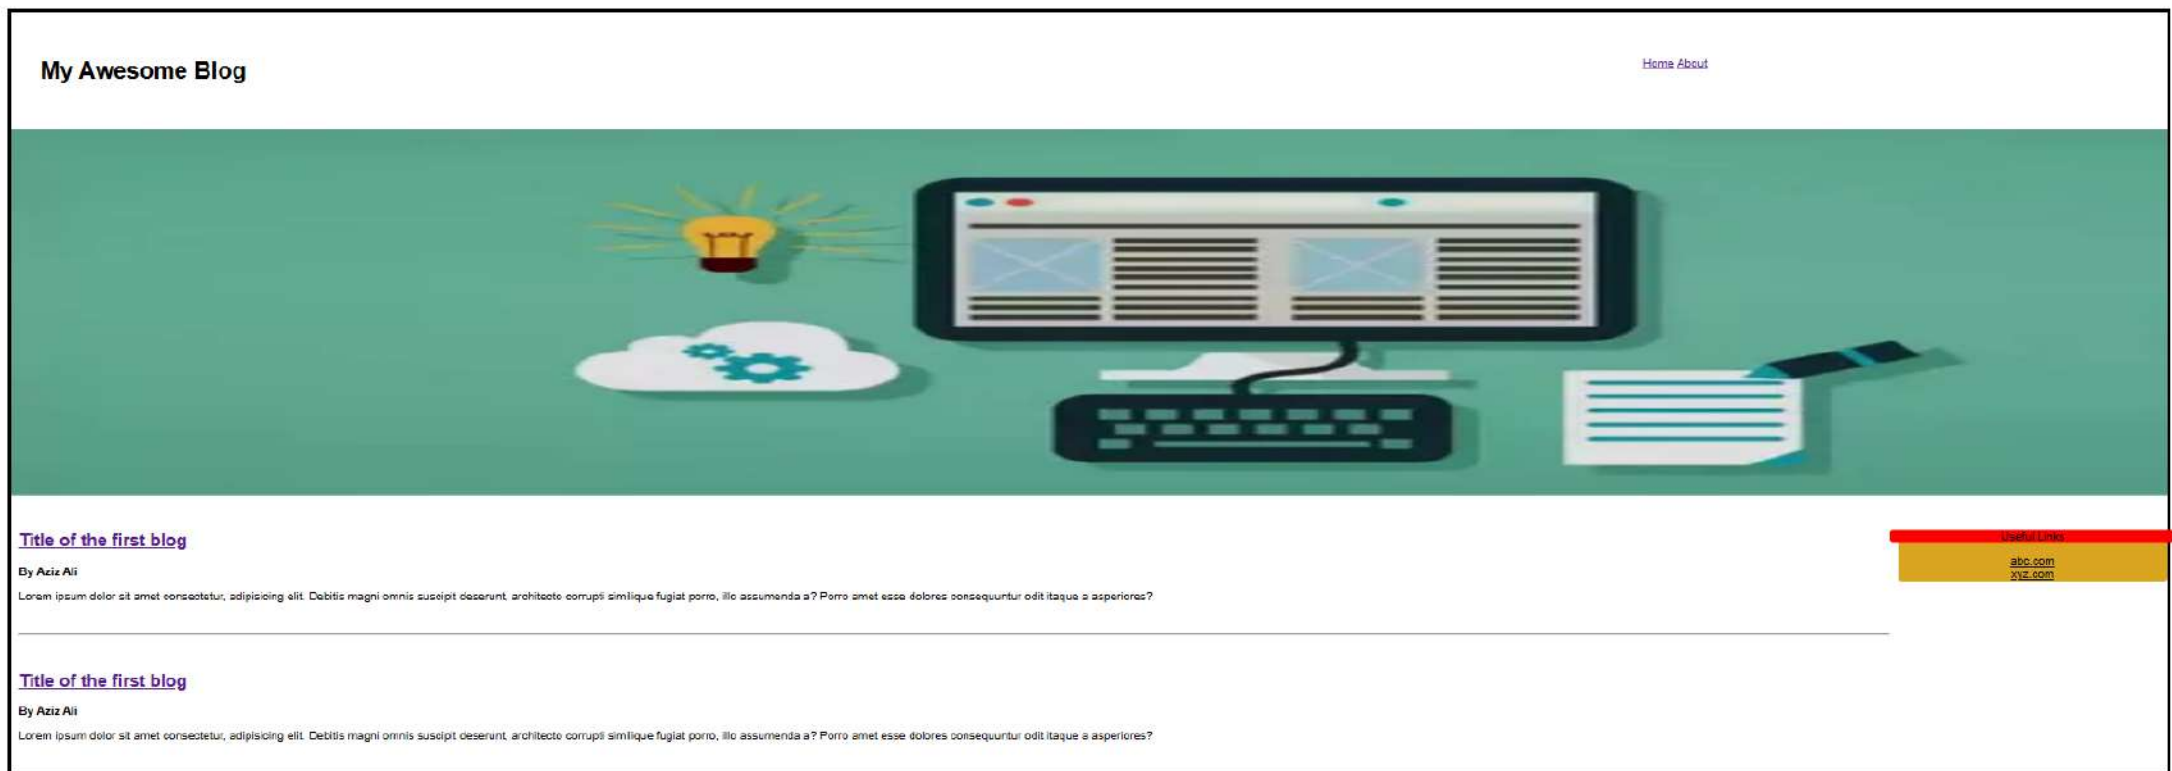 My Awesome Blog
Home About
Title of the first blog
By Aziz Ali
Lorem ipsum dolor sit amet consectetur, adipisicing elit. Debitis magni omnis suscipit deserunt, architecto corrupti similique fugiat porro, illo assumenda a? Porro amet esse dolores consequuntur odit itaque a asperiores?
Title of the first blog
By Aziz Ali
Lorem ipsum dolor sit amet consectetur, adipisicing elit. Debitis magni omnis suscipit deserunt, architecto corrupti similique fugiat porro, illo assumenda a? Porro amet esse dolores consequuntur odit itaque a asperiores?
Useful Links
abc.com
xyz.com